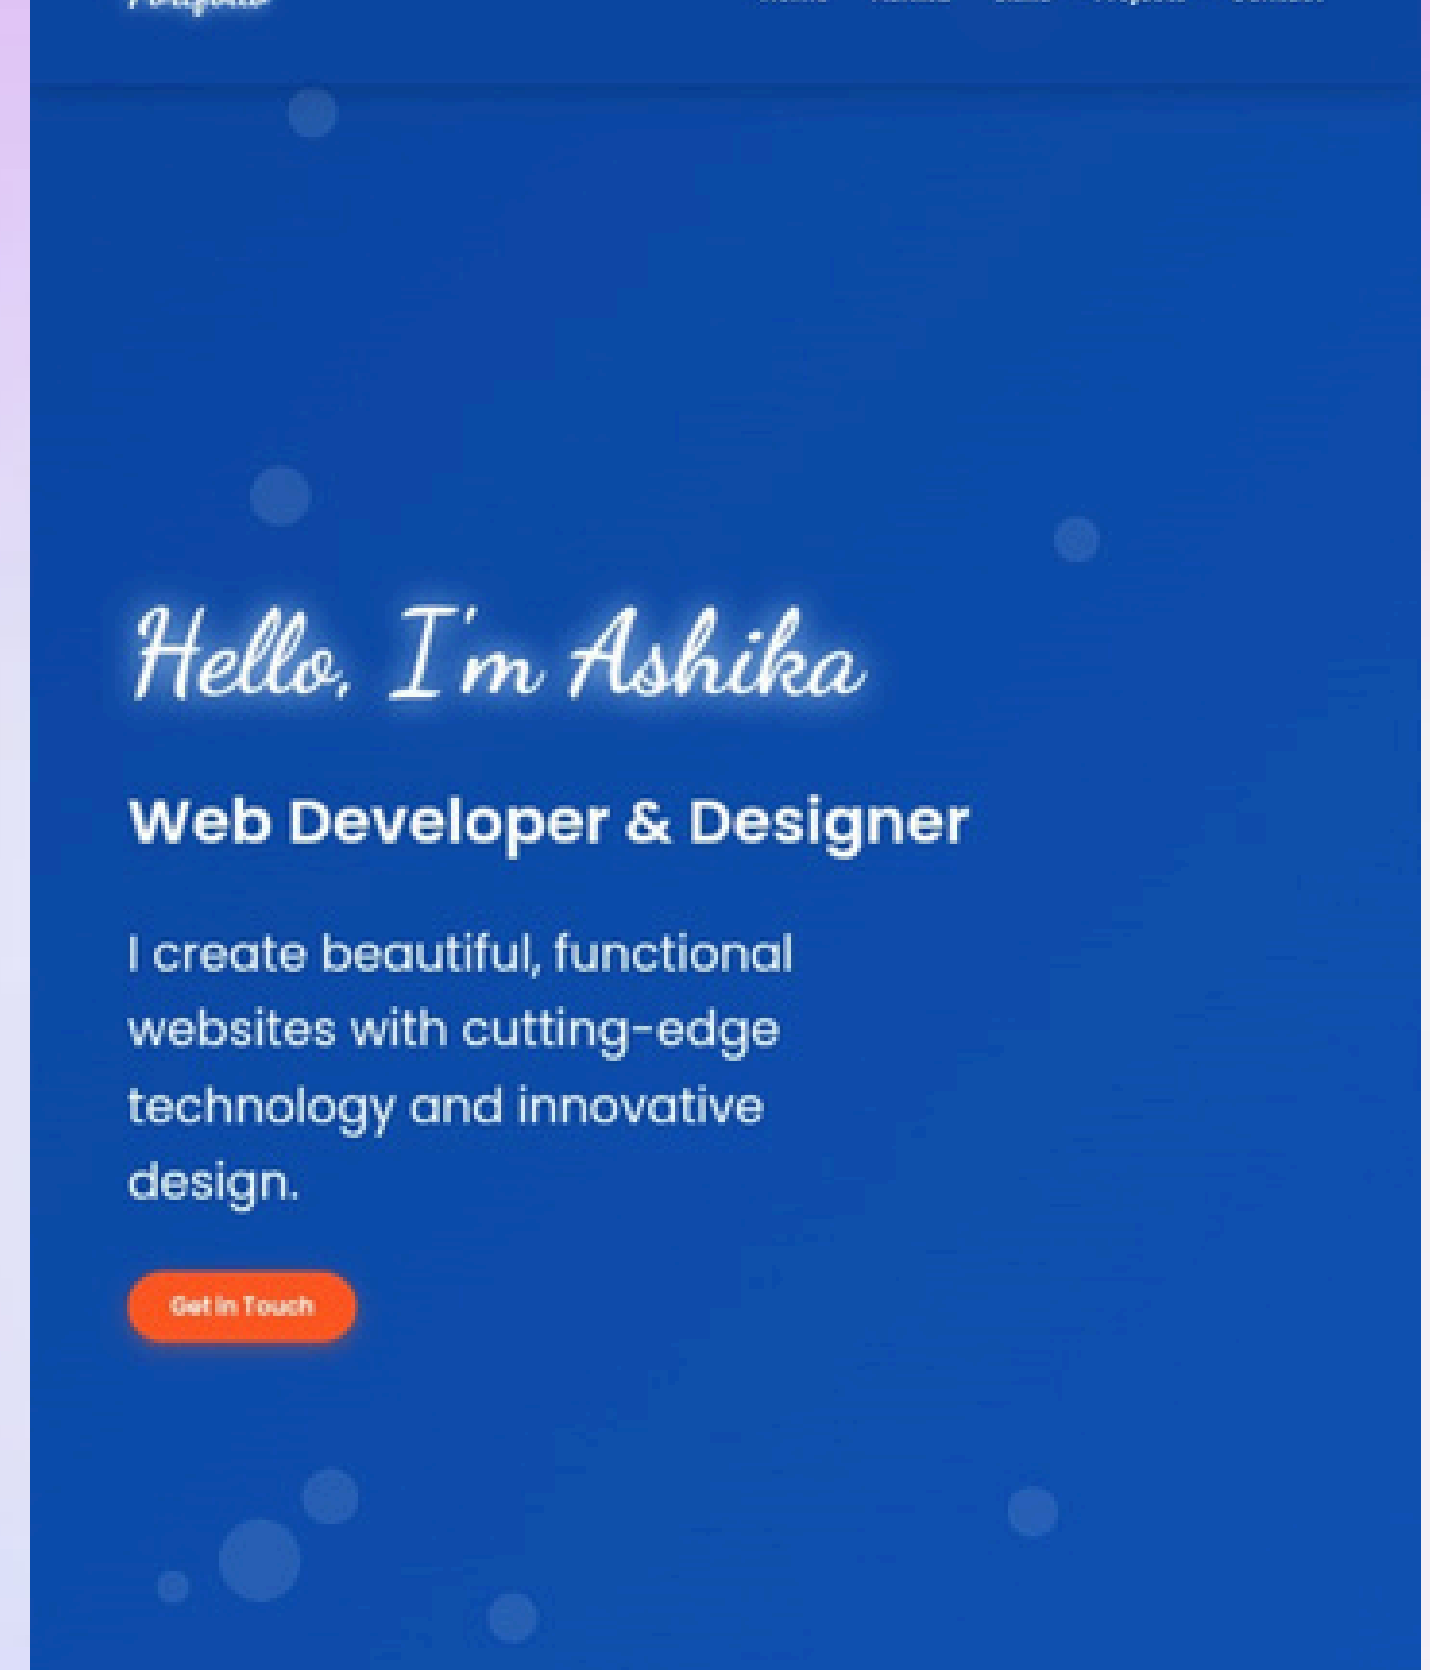 Portfolio
Hello, I'm Ashika
Web Developer & Designer
I create beautiful, functional
websites with cutting-edge
technology and innovative
design.
Get In Touch